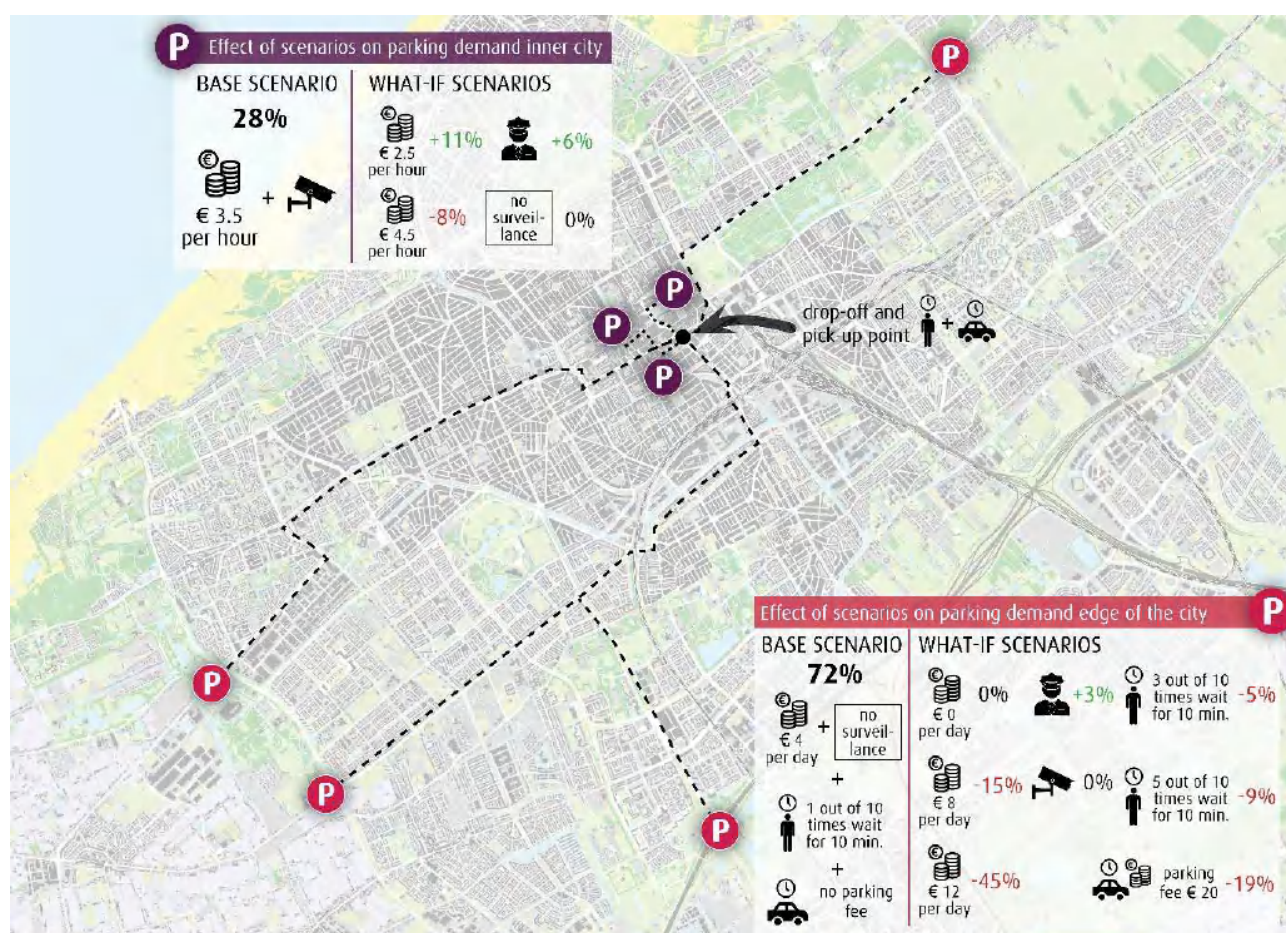 P Effect of scenarios on parking demand inner city
BASE SCENARIO
28%
€
€ 3.5
per hour
+
WHAT-IF SCENARIOS
€
€ 2.5
per hour
+11%
+6%
€
€ 4.5
per hour
-8%
no
surveil-
lance
0%
P
P
P
P
drop-off and
pick-up point
+
P
P
P
Effect of scenarios on parking demand edge of the city P
BASE SCENARIO
72%
€
€ 4
per day
+
no
surveil-
lance
+
1 out of 10
times wait
for 10 min.
+
no parking
fee
WHAT-IF SCENARIOS
€
€ 0
per day
0%
+3%
3 out of 10
times wait
for 10 min.
-5%
€
€ 8
per day
-15%
0%
5 out of 10
times wait
for 10 min.
-9%
€
€ 12
per day
-45%
€
parking
fee € 20
-19%